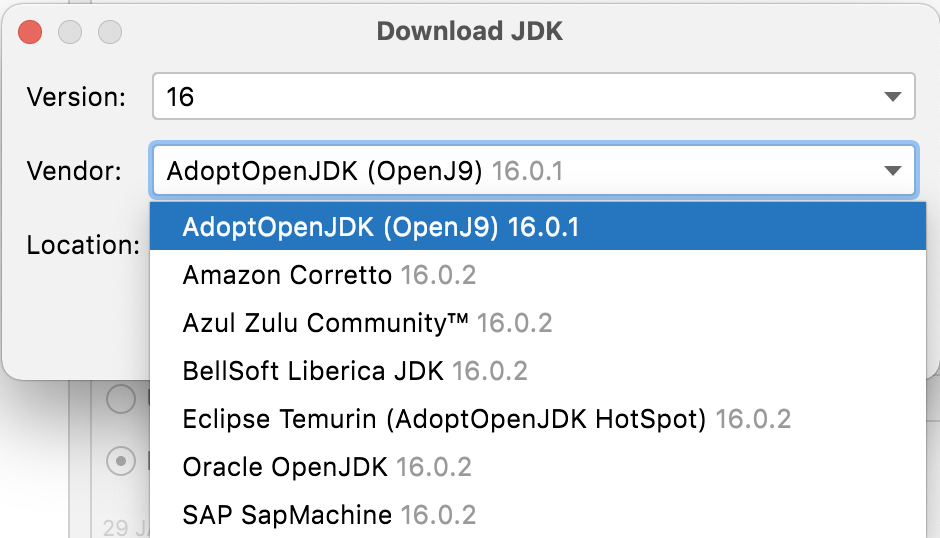 Download JDK
Version: 16
Vendor: AdoptOpenJDK (OpenJ9) 16.0.1
AdoptOpenJDK (OpenJ9) 16.0.1
Location:
Amazon Corretto 16.0.2
Azul Zulu Community™ 16.0.2
BellSoft Liberica JDK 16.0.2
Eclipse Temurin (AdoptOpenJDK HotSpot) 16.0.2
Oracle OpenJDK 16.0.2
SAP SapMachine 16.0.2
29